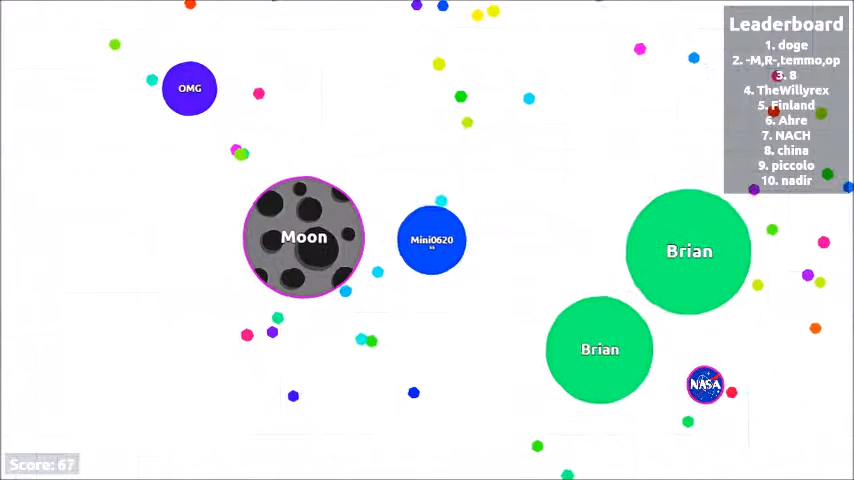 Leaderboard
1. doge
2. -M,R-,temmo,op
3. 8
4. TheWillyrex
5. Finland
6. Ahre
7. NACH
8. china
9. piccolo
10. nadir
OMG
Moon
Mini0620
Brian
Brian
NASA
Score: 67